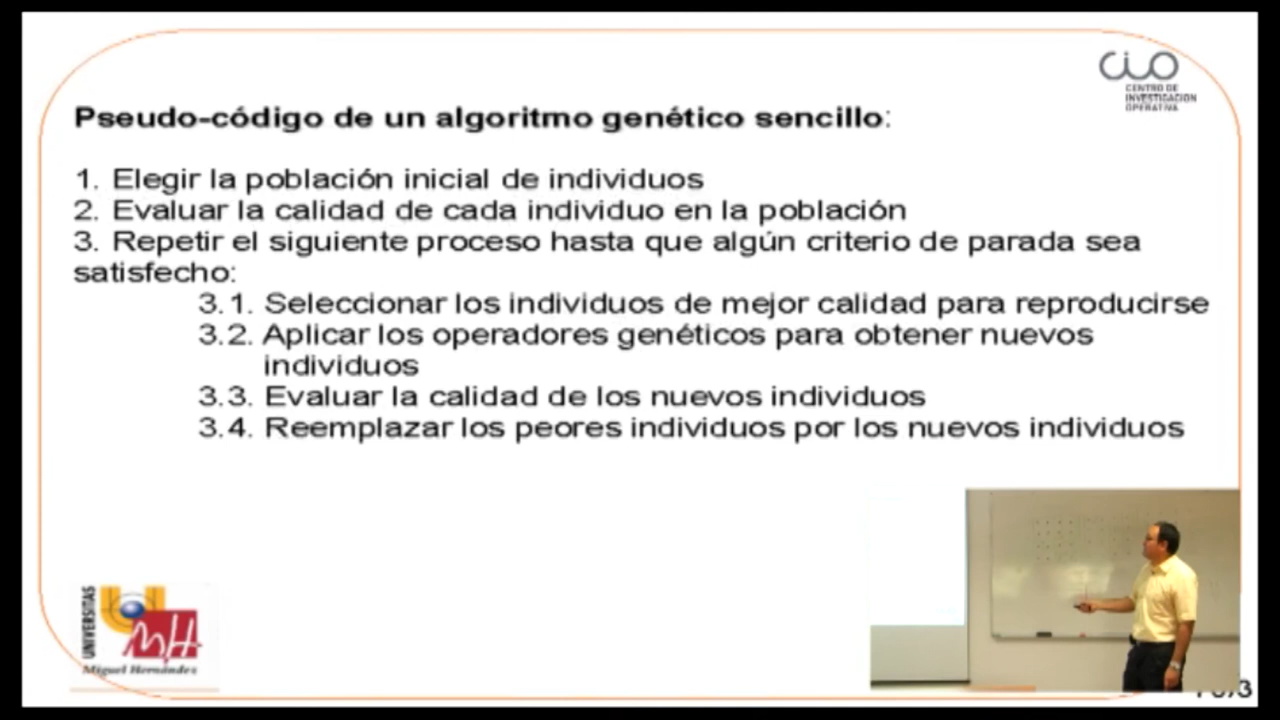 CIO
CENTRO DE
INVESTIGACION
OPERATIVA
Pseudo-código de un algoritmo genético sencillo:
1. Elegir la población inicial de individuos
2. Evaluar la calidad de cada individuo en la población
3. Repetir el siguiente proceso hasta que algún criterio de parada sea
satisfecho:
3.1. Seleccionar los individuos de mejor calidad para reproducirse
3.2. Aplicar los operadores genéticos para obtener nuevos
individuos
3.3. Evaluar la calidad de los nuevos individuos
3.4. Reemplazar los peores individuos por los nuevos individuos
UNIVERSITAS
Miguel Hernández